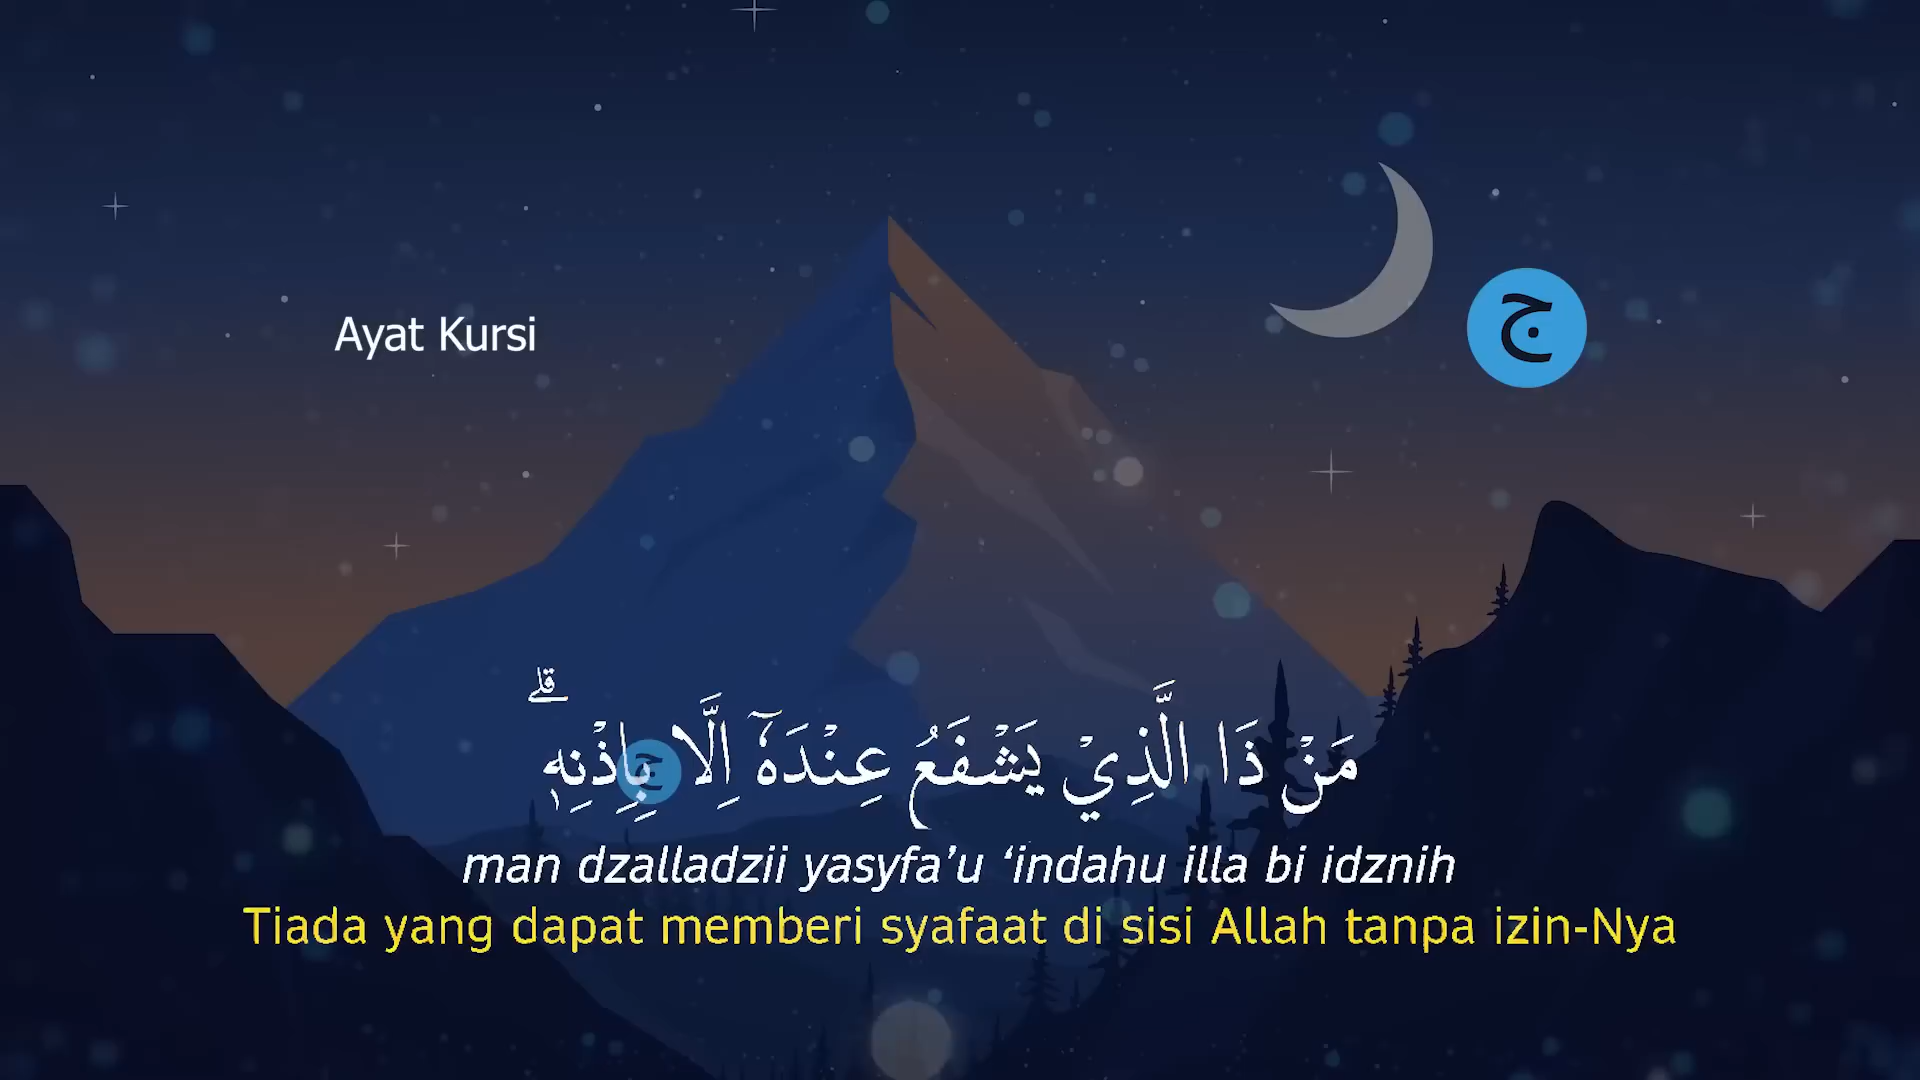 Ayat Kursi
ج
مَنْ ذَا الَّذِيْ يَشْفَعُ عِنْدَهٗٓ اِلَّا بِاِذْنِهٖۗ
man dzalladzii yasyfa’u ‘indahu illa bi idznih
Tiada yang dapat memberi syafaat di sisi Allah tanpa izin-Nya